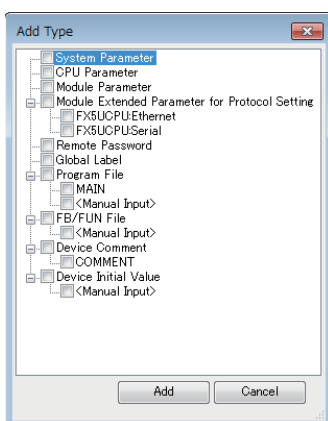 Add Type
System Parameter
CPU Parameter
Module Parameter
Module Extended Parameter for Protocol Setting
FX5UCPU:Ethernet
FX5UCPU:Serial
Remote Password
Global Label
Program File
MAIN
<Manual Input>
FB/FUN File
<Manual Input>
Device Comment
COMMENT
Device Initial Value
<Manual Input>
Add Cancel